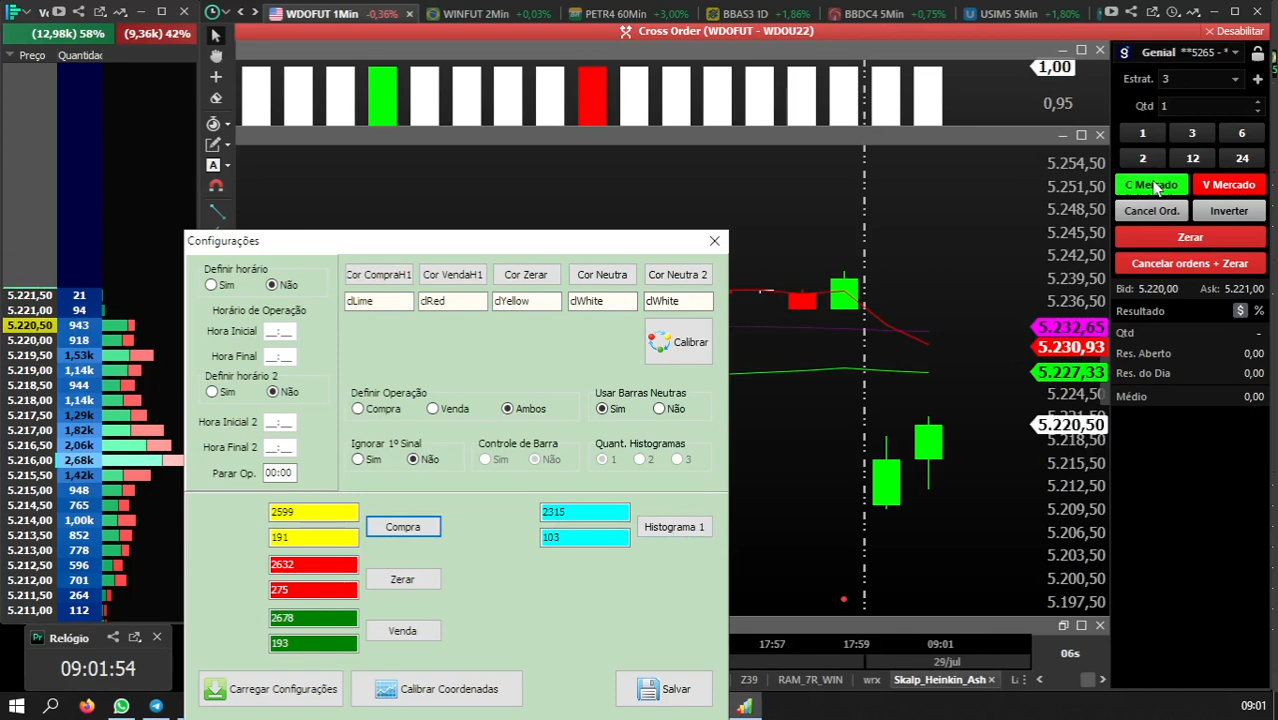 WDOFUT 1Min -0,36%
WINFUT 2Min +0,03%
PETR4 60Min +3,00%
BBAS3 1D +1,86%
BBDC4 5Min +0,75%
USIM5 5Min +1,80%
(12,98k) 58%
(9,36k) 42%
Cross Order (WDOFUT - WDOU22)
Desabilitar
Preço
Genial **5265 - *
Estrat. 3
Qtd 1
1 3 6
2 12 24
C Mercado V Mercado
Cancel Ord. Inverter
Zerar
Cancelar ordens + Zerar
Bid: 5.220,00 Ask: 5.221,00
Resultado $ %
Qtd -
Res. Aberto 0,00
Res. do Dia 0,00
Médio 0,00
1,00
0,95
5.254,50
5.251,50
5.248,50
5.245,50
5.242,50
5.239,50
5.236,50
5.232,65
5.230,93
5.227,33
5.224,50
5.220,50
5.218,50
5.215,50
5.212,50
5.209,50
5.206,50
5.203,50
5.200,50
5.197,50
5.221,50 21
5.221,00 94
5.220,50 943
5.220,00 918
5.219,50 1,53k
5.219,00 1,14k
5.218,50 944
5.218,00 1,14k
5.217,50 1,29k
5.217,00 1,82k
5.216,50 2,06k
5.216,00 2,68k
5.215,50 1,42k
5.215,00 948
5.214,50 765
5.214,00 1,00k
5.213,50 852
5.213,00 778
5.212,50 596
5.212,00 701
5.211,50 264
5.211,00 112
Configurações
Definir horário
Sim Não
Horário de Operação
Hora Inicial __:__
Hora Final __:__
Definir horário 2
Sim Não
Hora Inicial 2 __:__
Hora Final 2 __:__
Parar Op. 00:00
Cor CompraH1 Cor VendaH1 Cor Zerar Cor Neutra Cor Neutra 2
clLime clRed clYellow clWhite clWhite
Calibrar
Definir Operação
Compra Venda Ambos
Usar Barras Neutras
Sim Não
Ignorar 1º Sinal
Sim Não
Controle de Barra
Sim Não
Quant. Histogramas
1 2 3
2599
191
Compra
2632
275
Zerar
2678
193
Venda
2315
103
Histograma 1
Carregar Configurações
Calibrar Coordenadas
Salvar
17:57 17:59 09:01
29/jul
06s
Z39 RAM_7R_WIN wrx Skalp_Heinkin_Ash
Pr Relógio
09:01:54
09:01